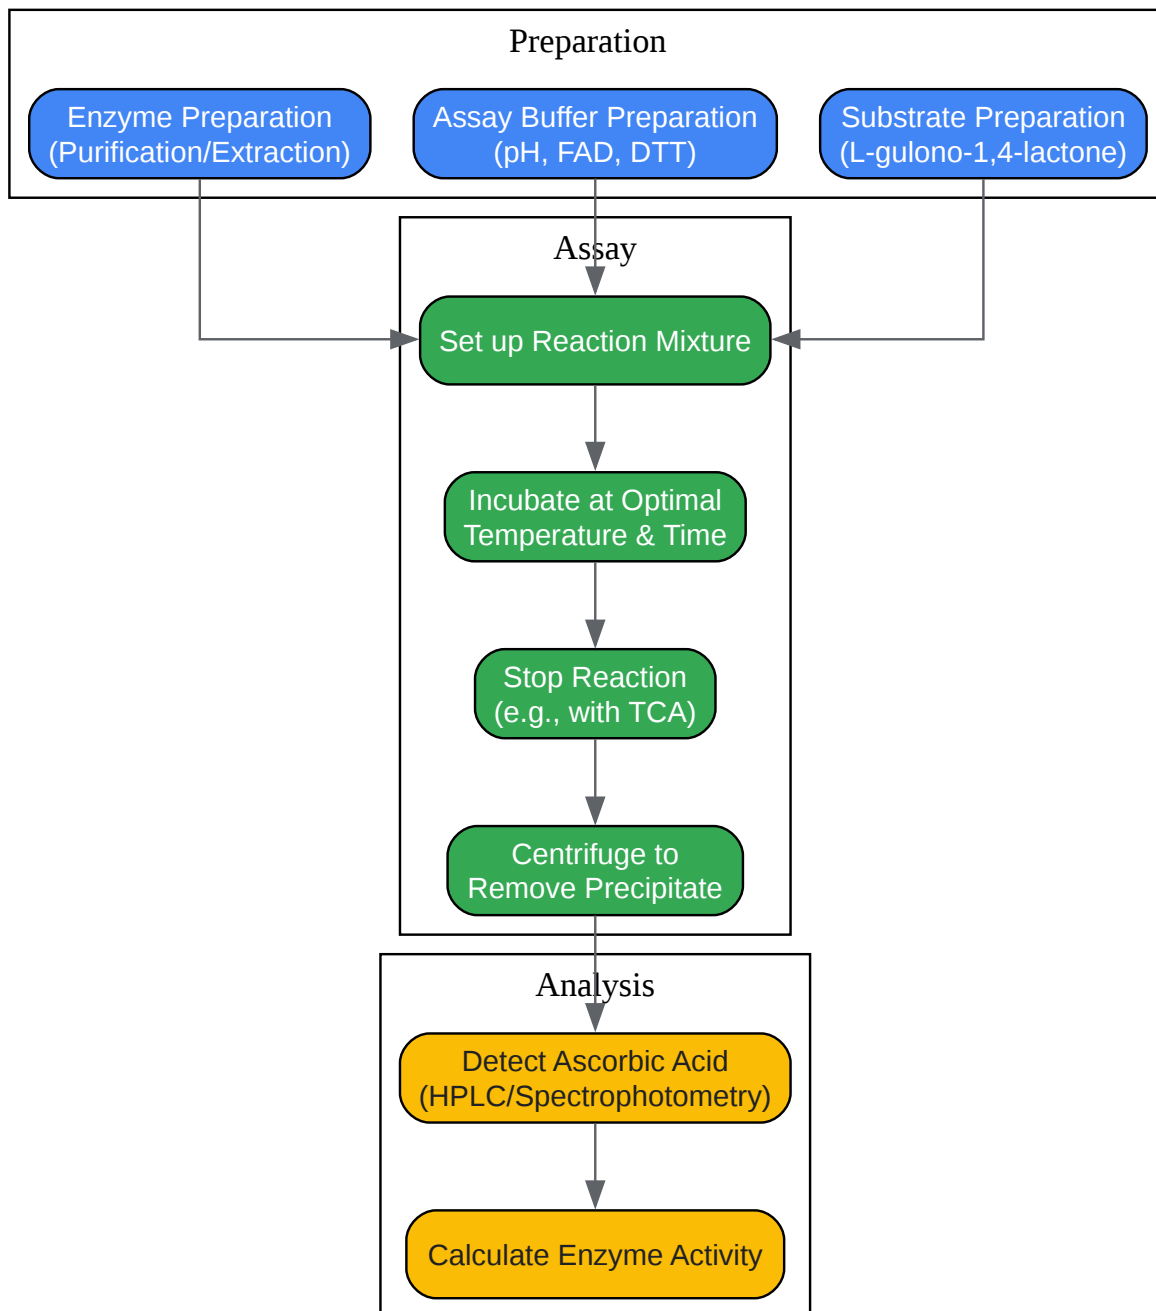 Preparation
Enzyme Preparation
(Purification/Extraction)
Assay Buffer Preparation
(pH, FAD, DTT)
Substrate Preparation
(L-gulono-1,4-lactone)
Assay
Set up Reaction Mixture
Incubate at Optimal
Temperature & Time
Stop Reaction
(e.g., with TCA)
Centrifuge to
Remove Precipitate
Analysis
Detect Ascorbic Acid
(HPLC/Spectrophotometry)
Calculate Enzyme Activity